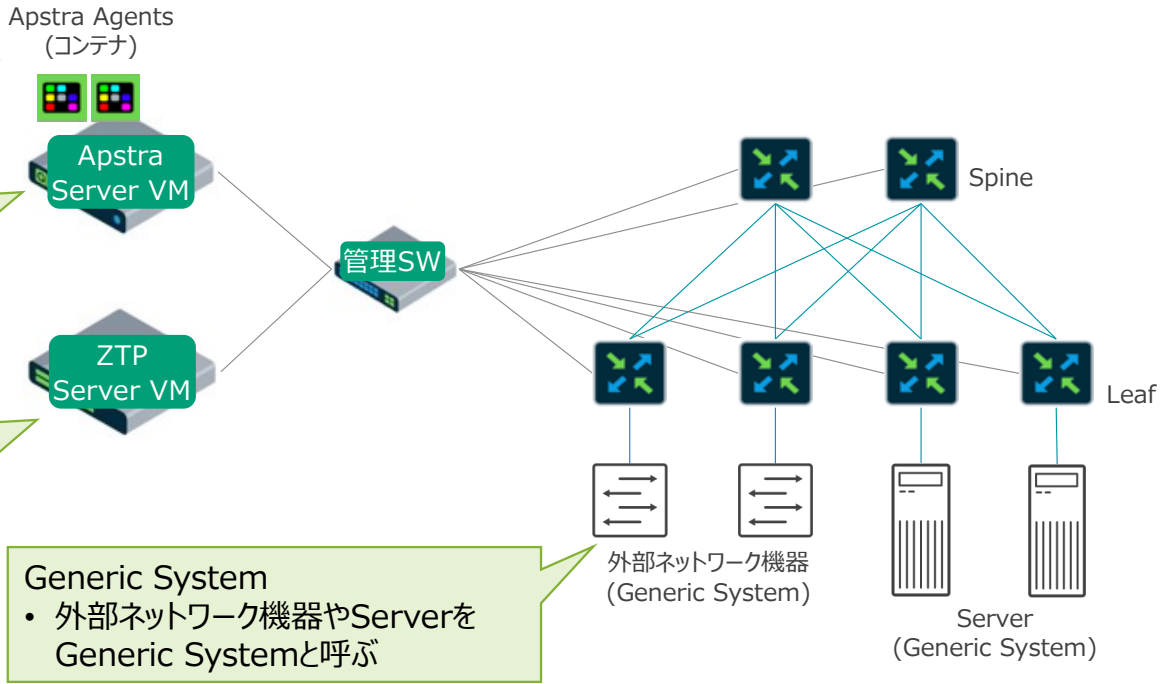 Apstra Agents
(コンテナ)
Apstra
Server VM
管理SW
ZTP
Server VM
Spine
Leaf
外部ネットワーク機器
(Generic System)
Server
(Generic System)
Generic System
• 外部ネットワーク機器やServerを
Generic Systemと呼ぶ